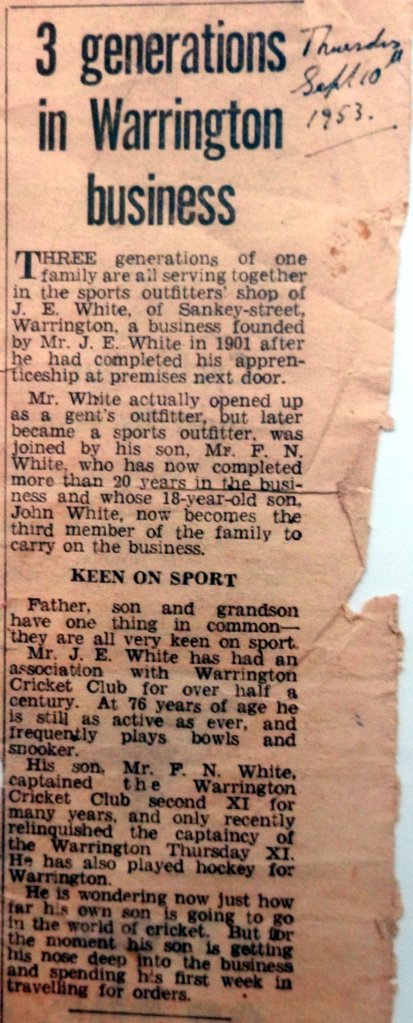 3 generations
in Warrington
business
Thursday
Sept 10th
1953.
THREE generations of one
family are all serving together
in the sports outfitters' shop of
J. E. White, of Sankey-street,
Warrington, a business founded
by Mr. J. E. White in 1901 after
he had completed his appren-
ticeship at premises next door.
Mr. White actually opened up
as a gent's outfitter, but later
became a sports outfitter, was
joined by his son, Mr. F. N.
White, who has now completed
more than 20 years in the busi-
ness and whose 18-year-old son,
John White, now becomes the
third member of the family to
carry on the business.
KEEN ON SPORT
Father, son and grandson
have one thing in common—
they are all very keen on sport.
Mr. J. E. White has had an
association with Warrington
Cricket Club for over half a
century. At 76 years of age he
is still as active as ever, and
frequently plays bowls and
snooker.
His son, Mr. F. N. White,
captained the Warrington
Cricket Club second XI for
many years, and only recently
relinquished the captaincy of
the Warrington Thursday XI.
He has also played hockey for
Warrington.
He is wondering now just how
far his own son is going to go
in the world of cricket. But for
the moment his son is getting
his nose deep into the business
and spending his first week in
travelling for orders.